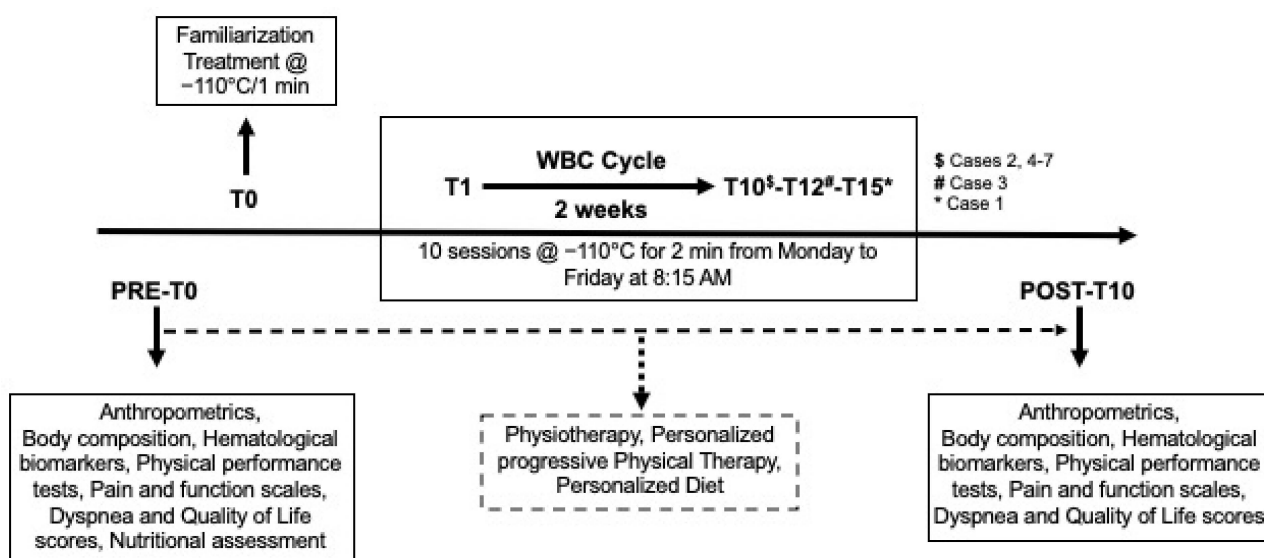 Familiarization
Treatment @
−110°C/1 min
T0
WBC Cycle
T1
T10$-T12#-T15*
2 weeks
$ Cases 2, 4-7
# Case 3
* Case 1
10 sessions @ −110°C for 2 min from Monday to
Friday at 8:15 AM
PRE-T0
POST-T10
Anthropometrics,
Body composition, Hematological
biomarkers, Physical performance
tests, Pain and function scales,
Dyspnea and Quality of Life
scores, Nutritional assessment
Physiotherapy, Personalized
progressive Physical Therapy,
Personalized Diet
Anthropometrics,
Body composition, Hematological
biomarkers, Physical performance
tests, Pain and function scales,
Dyspnea and Quality of Life scores